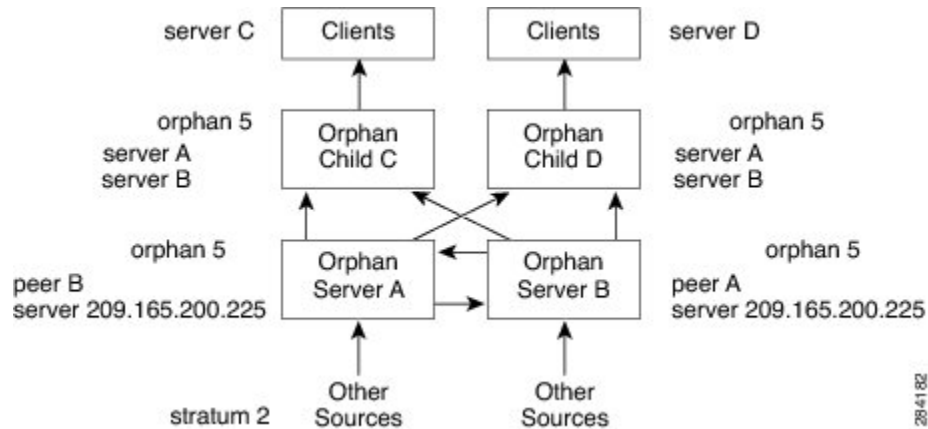 server C
Clients
Clients
server D
orphan 5
server A
server B
Orphan
Child C
Orphan
Child D
orphan 5
server A
server B
orphan 5
peer B
server 209.165.200.225
Orphan
Server A
Orphan
Server B
orphan 5
peer A
server 209.165.200.225
stratum 2
Other
Sources
Other
Sources
284182